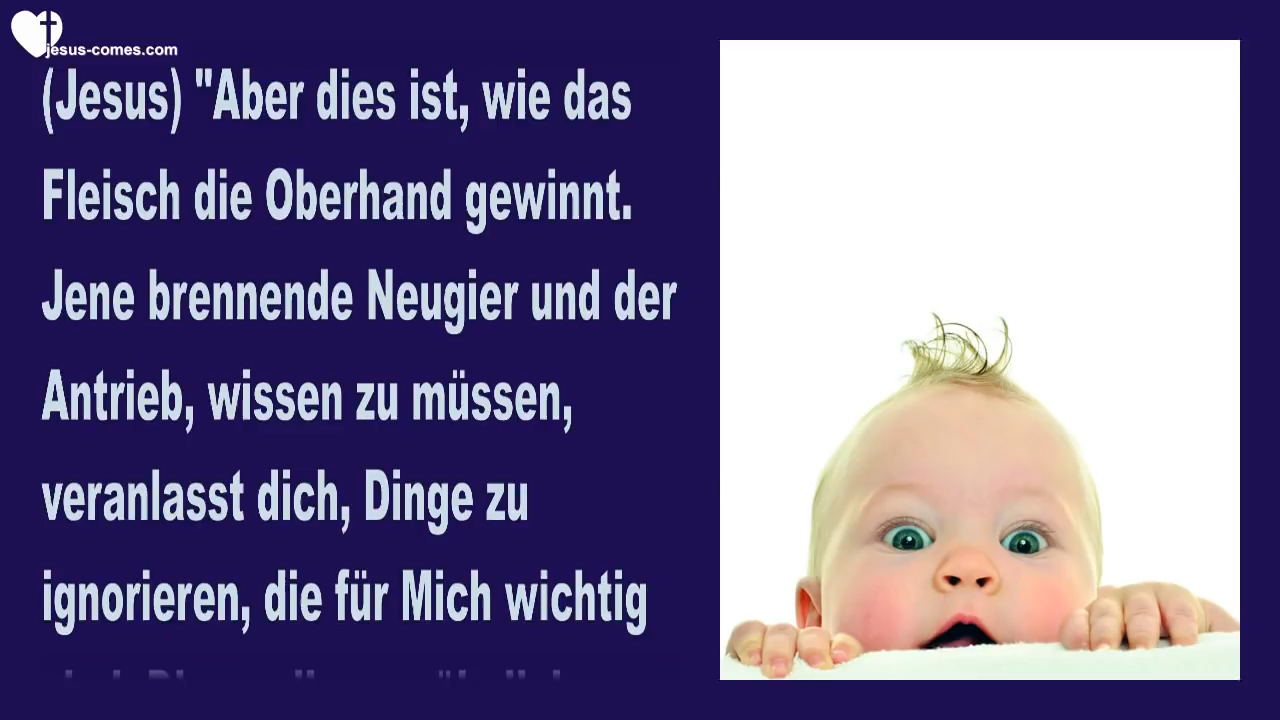 jesus-comes.com
(Jesus) "Aber dies ist, wie das
Fleisch die Oberhand gewinnt.
Jene brennende Neugier und der
Antrieb, wissen zu müssen,
veranlasst dich, Dinge zu
ignorieren, die für Mich wichtig